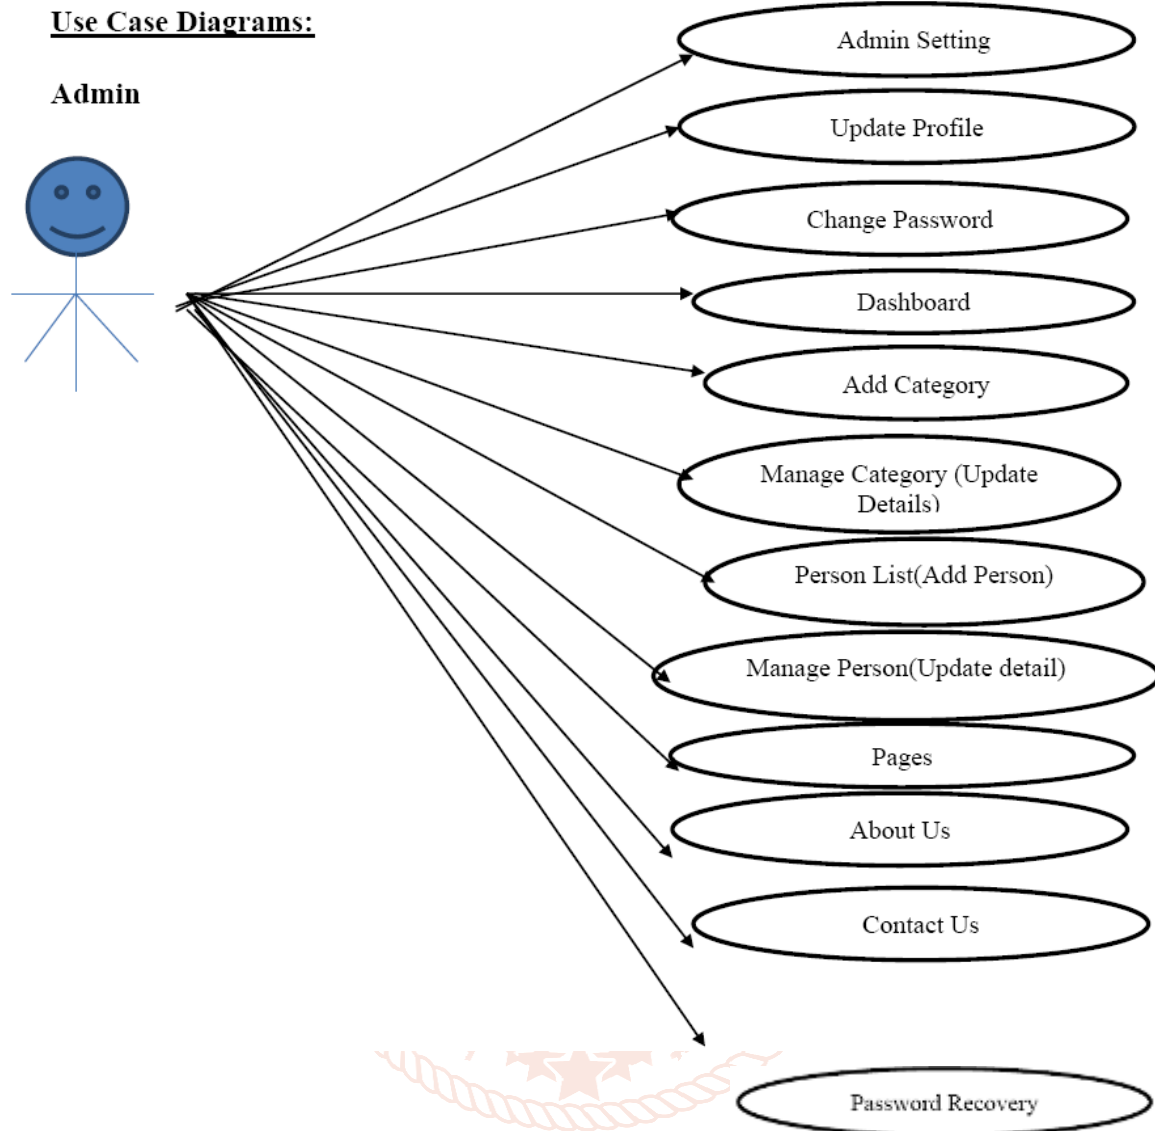 Use Case Diagrams:
Admin
Admin Setting
Update Profile
Change Password
Dashboard
Add Category
Manage Category (Update
Details)
Person List(Add Person)
Manage Person(Update detail)
Pages
About Us
Contact Us
Password Recovery